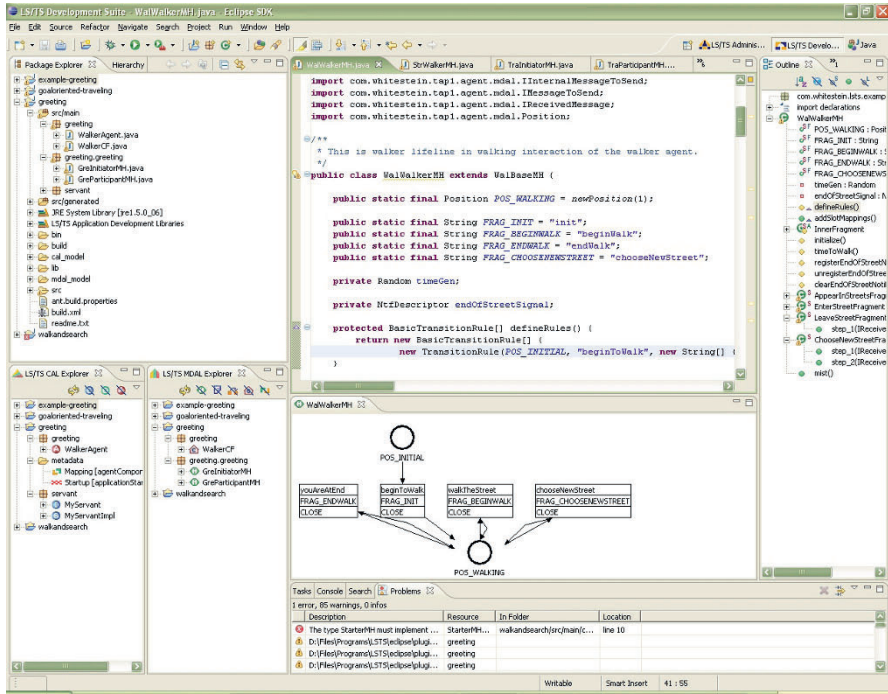 LS/TS Development Suite - WalWalkerMH.java - Eclipse SDK
File Edit Source Refactor Navigate Search Project Run Window Help
LS/TS Adminis... LS/TS Develo... Java
Package Explorer Hierarchy
example-greeting
goaloriented-traveling
greeting
src/main
greeting
WalkerAgent.java
WalkerCF.java
greeting.greeting
GreInitiatorMH.java
GreParticipantMH.java
servant
src/generated
JRE System Library [jre1.5.0_06]
LS/TS Application Development Libraries
bin
build
cal_model
lib
mdal_model
src
ant.build.properties
build.xml
readme.txt
walkandsearch
WalWalkerMH.java StrWalkerMH.java TraInitiatorMH.java TraParticipantMH....
import com.whitestein.tap1.agent.mdal.IInternalMessageToSend;
import com.whitestein.tap1.agent.mdal.IMessageToSend;
import com.whitestein.tap1.agent.mdal.IReceivedMessage;
import com.whitestein.tap1.agent.mdal.Position;
/**
* This is walker lifeline in walking interaction of the walker agent.
*/
public class WalWalkerMH extends WalBaseMH {
public static final Position POS_WALKING = newPosition(1);
public static final String FRAG_INIT = "init";
public static final String FRAG_BEGINWALK = "beginWalk";
public static final String FRAG_ENDWALK = "endWalk";
public static final String FRAG_CHOOSENEWSTREET = "chooseNewStreet";
private Random timeGen;
private NtfDescriptor endOfStreetSignal;
protected BasicTransitionRule[] defineRules() {
return new BasicTransitionRule[] {
new TransitionRule(POS_INITIAL, "beginToWalk", new String[] {
}
Outline
com.whitestein.lsts.examp
import declarations
WalWalkerMH
POS_WALKING : Posit
FRAG_INIT : String
FRAG_BEGINWALK : S
FRAG_ENDWALK : Str
FRAG_CHOOSENEWS
timeGen : Random
endOfStreetSignal : N
defineRules()
addSlotMappings()
InnerFragment
initialize()
timeToWalk()
registerEndOfStreetN
unregisterEndOfStree
clearEndOfStreetNoti
AppearInStreetsFrag
EnterStreetFragment
LeaveStreetFragment
step_1(IReceive
ChooseNewStreetFra
step_1(IReceive
step_2(IReceive
mist()
LS/TS CAL Explorer
example-greeting
goaloriented-traveling
greeting
greeting
WalkerAgent
metadata
Mapping [agentCompor
Startup [applicationStar
servant
MyServant
MyServantImpl
walkandsearch
LS/TS MDAL Explorer
example-greeting
goaloriented-traveling
greeting
greeting
WalkerCF
greeting.greeting
GreInitiatorMH
GreParticipantMH
walkandsearch
WalWalkerMH
POS_INITIAL
youAreAtEnd
FRAG_ENDWALK
CLOSE
beginToWalk
FRAG_INIT
CLOSE
walkTheStreet
FRAG_BEGINWALK
CLOSE
chooseNewStreet
FRAG_CHOOSENEWSTREET
CLOSE
POS_WALKING
Tasks Console Search Problems
1 error, 85 warnings, 0 infos
Description Resource In Folder Location
The type StarterMH must implement ... StarterMH... walkandsearch/src/main/c... line 10
D:\Files\Programs\LSTS\eclipse\plugi... greeting
D:\Files\Programs\LSTS\eclipse\plugi... greeting
D:\Files\Programs\LSTS\eclipse\plugi... greeting
Writable Smart Insert 41 : 55